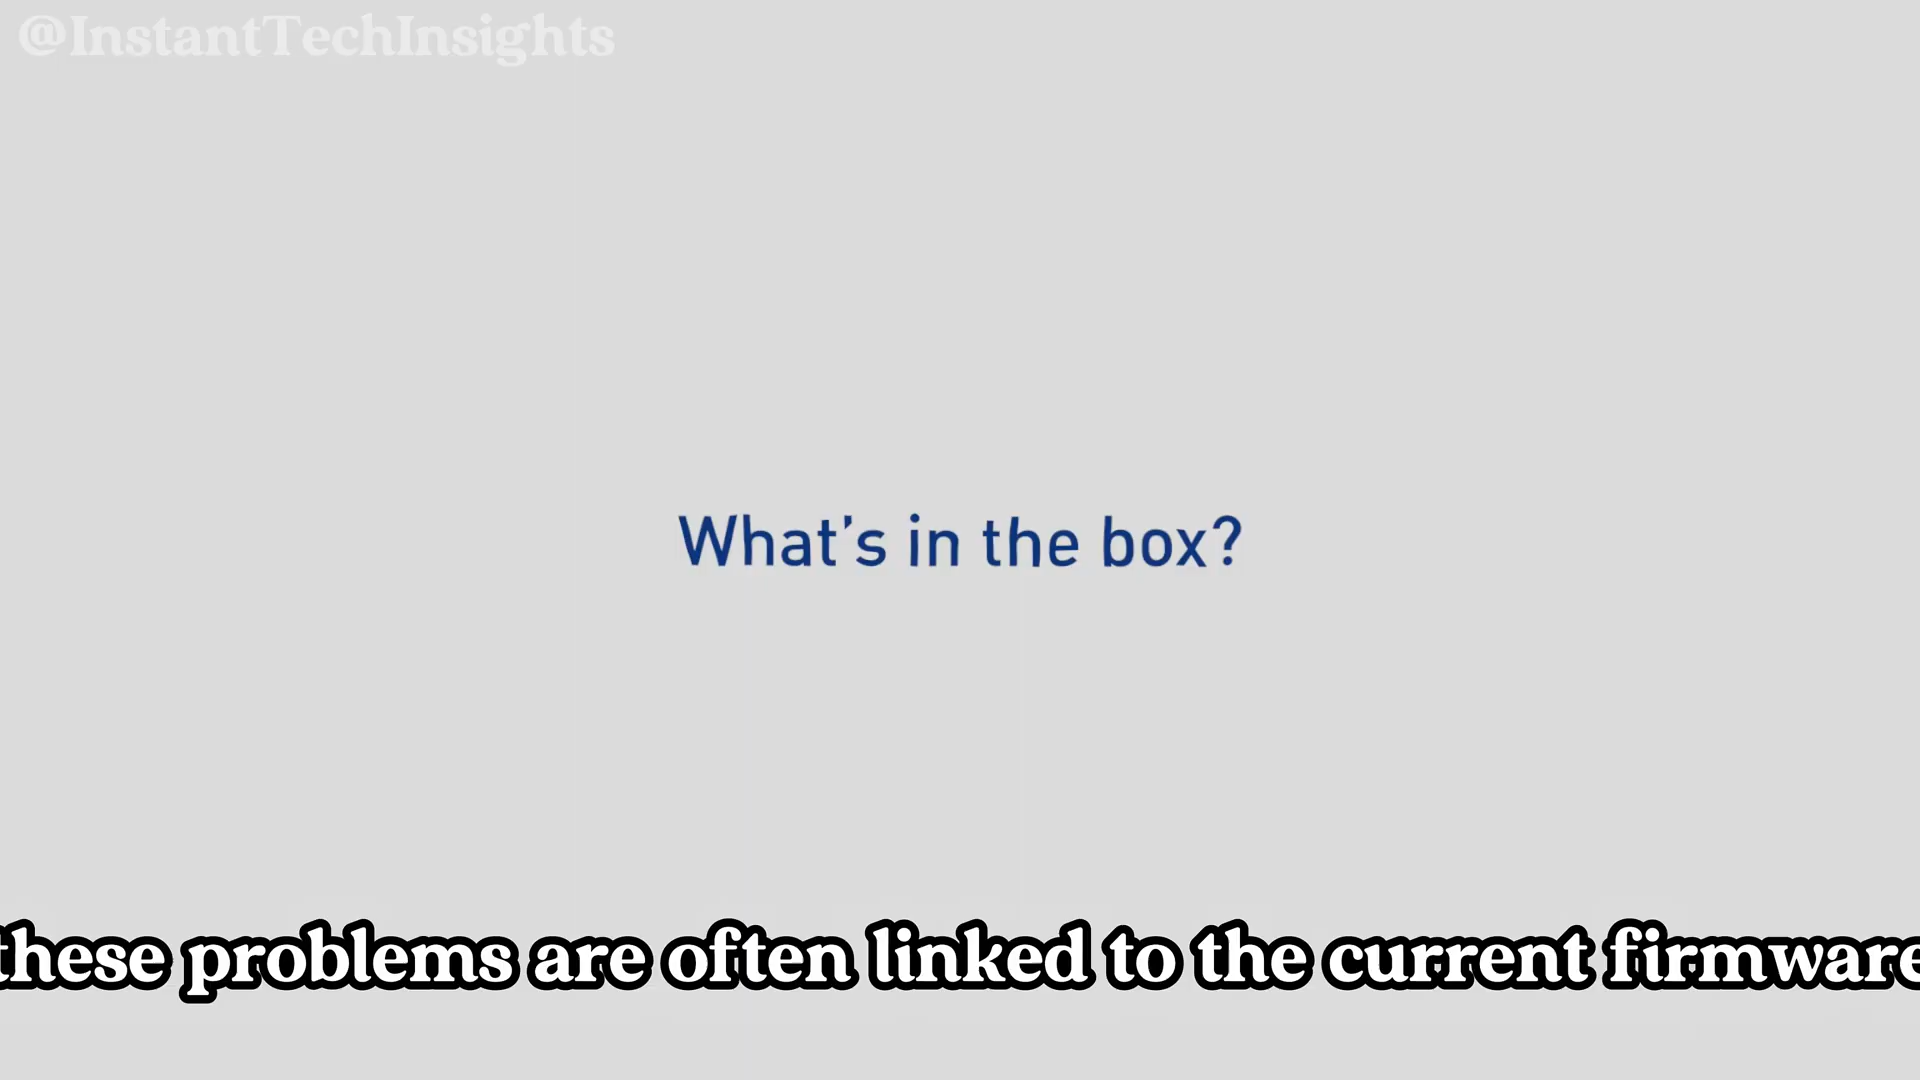 @InstantTechInsights
What's in the box?
these problems are often linked to the current firmware